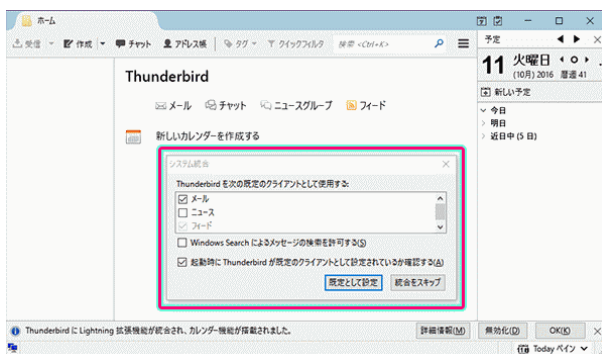 ホーム
受信 作成 チャット アドレス帳 タグ クイックフィルタ 検索 <Ctrl+K>
予定
11 火曜日
(10月) 2016 暦週 41
新しい予定
今日
明日
近日中 (5 日)
Thunderbird
メール チャット ニュースグループ フィード
新しいカレンダーを作成する
システム統合
Thunderbird を次の既定のクライアントとして使用する:
メール
ニュース
フィード
Windows Search によるメッセージの検索を許可する(S)
起動時に Thunderbird が既定のクライアントとして設定されているか確認する(A)
既定として設定 統合をスキップ
Thunderbird に Lightning 拡張機能が統合され、カレンダー機能が搭載されました。 詳細情報(M) 無効化(D) OK(K)
Today ペイン